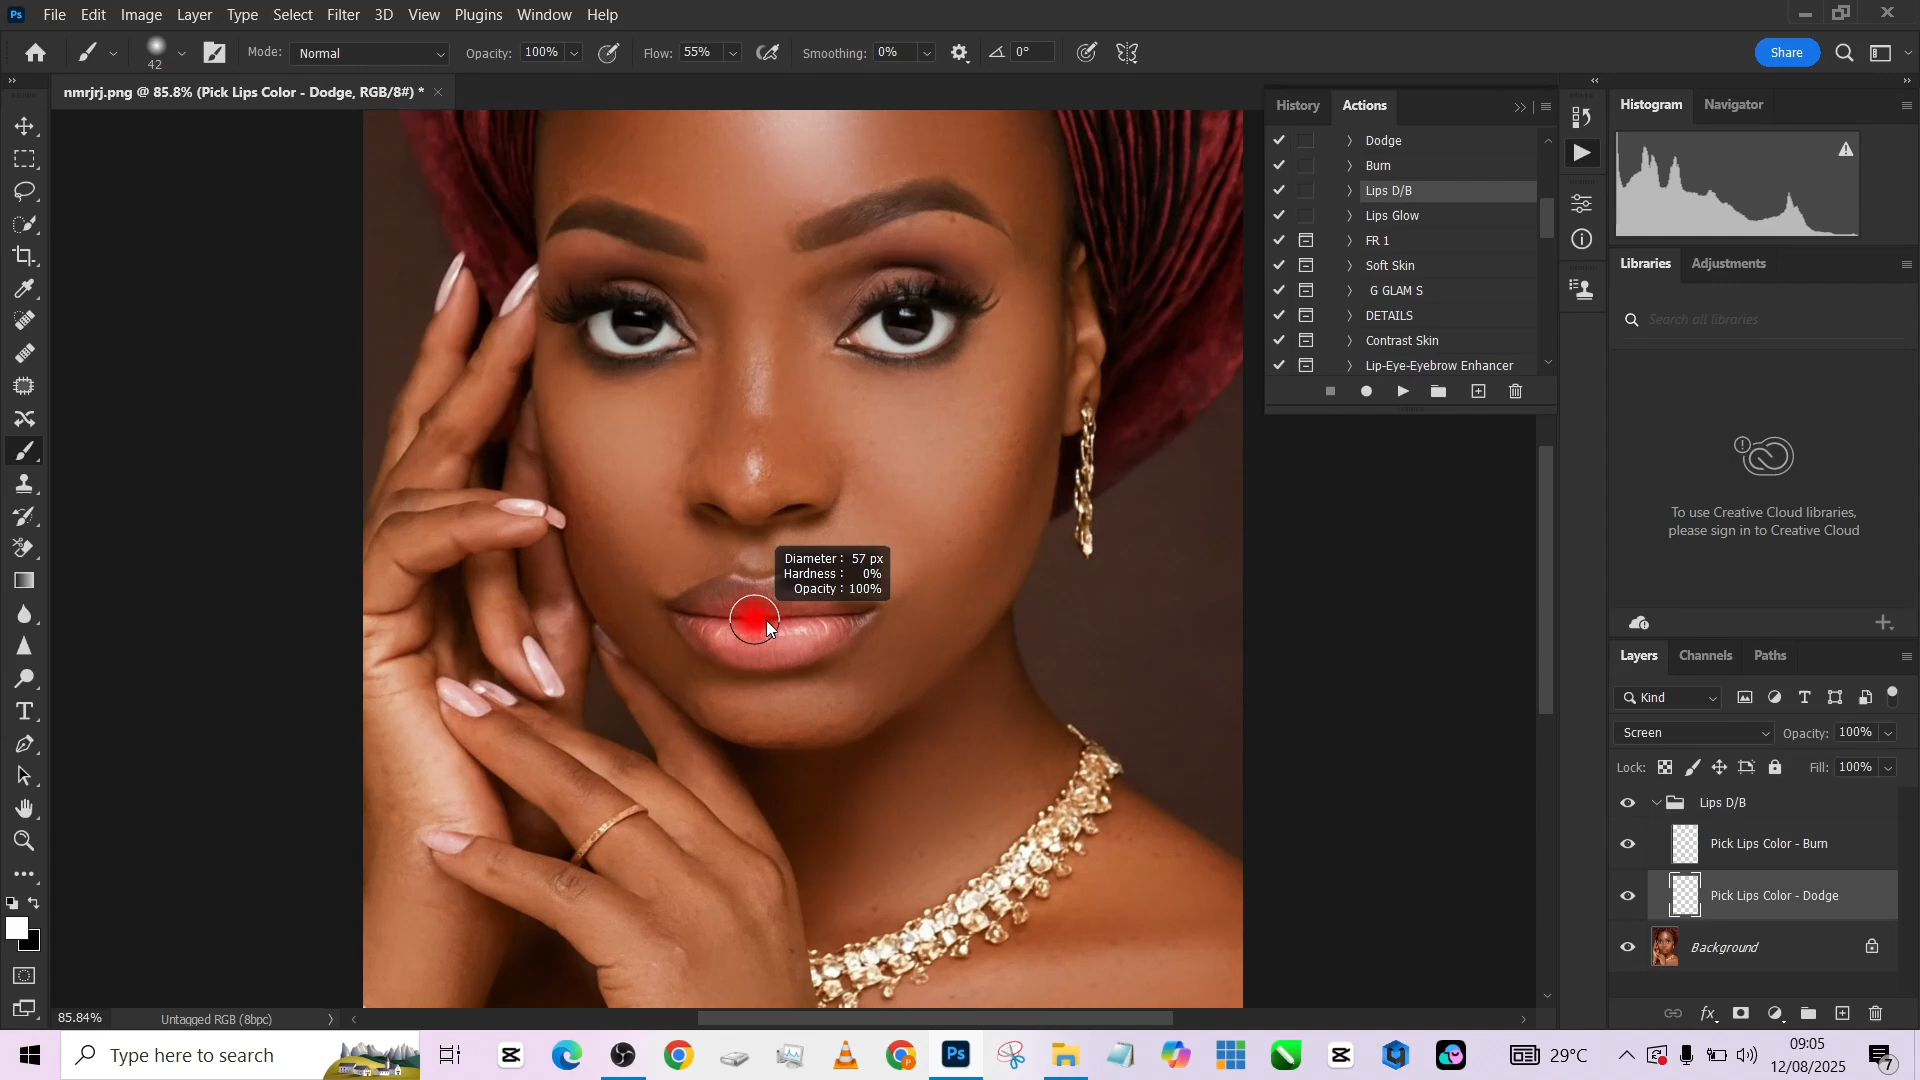 Ps File Edit Image Layer Type Select Filter 3D View Plugins Window Help
42 Mode: Normal Opacity: 100% Flow: 55% Smoothing: 0% 0° Share
nmrjrj.png @ 85.8% (Pick Lips Color - Dodge, RGB/8#) *
History Actions
Dodge
Burn
Lips D/B
Lips Glow
FR 1
Soft Skin
G GLAM S
DETAILS
Contrast Skin
Lip-Eye-Eyebrow Enhancer
Histogram Navigator
Libraries Adjustments
Search all libraries
To use Creative Cloud libraries,
please sign in to Creative Cloud
Diameter: 57 px
Hardness: 0%
Opacity: 100%
Layers Channels Paths
Kind
Screen Opacity: 100%
Lock: Fill: 100%
Lips D/B
Pick Lips Color - Burn
Pick Lips Color - Dodge
Background
85.84% Untagged RGB (8bpc)
Type here to search
Ps
29°C
09:05
12/08/2025
7